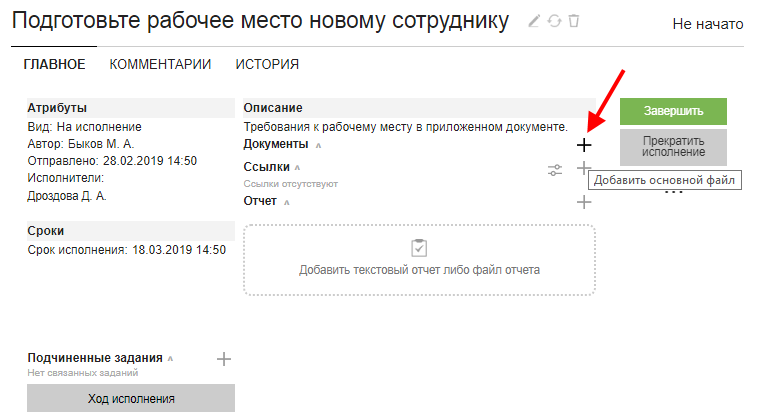 Подготовьте рабочее место новому сотруднику
Не начато
ГЛАВНОЕ КОММЕНТАРИИ ИСТОРИЯ
Атрибуты
Вид: На исполнение
Автор: Быков М. А.
Отправлено: 28.02.2019 14:50
Исполнители:
Дроздова Д. А.
Сроки
Срок исполнения: 18.03.2019 14:50
Описание
Требования к рабочему месту в приложенном документе.
Документы
Ссылки
Ссылки отсутствуют
Отчет
Добавить текстовый отчет либо файл отчета
Завершить
Прекратить
исполнение
Добавить основной файл
Подчиненные задания
Нет связанных заданий
Ход исполнения